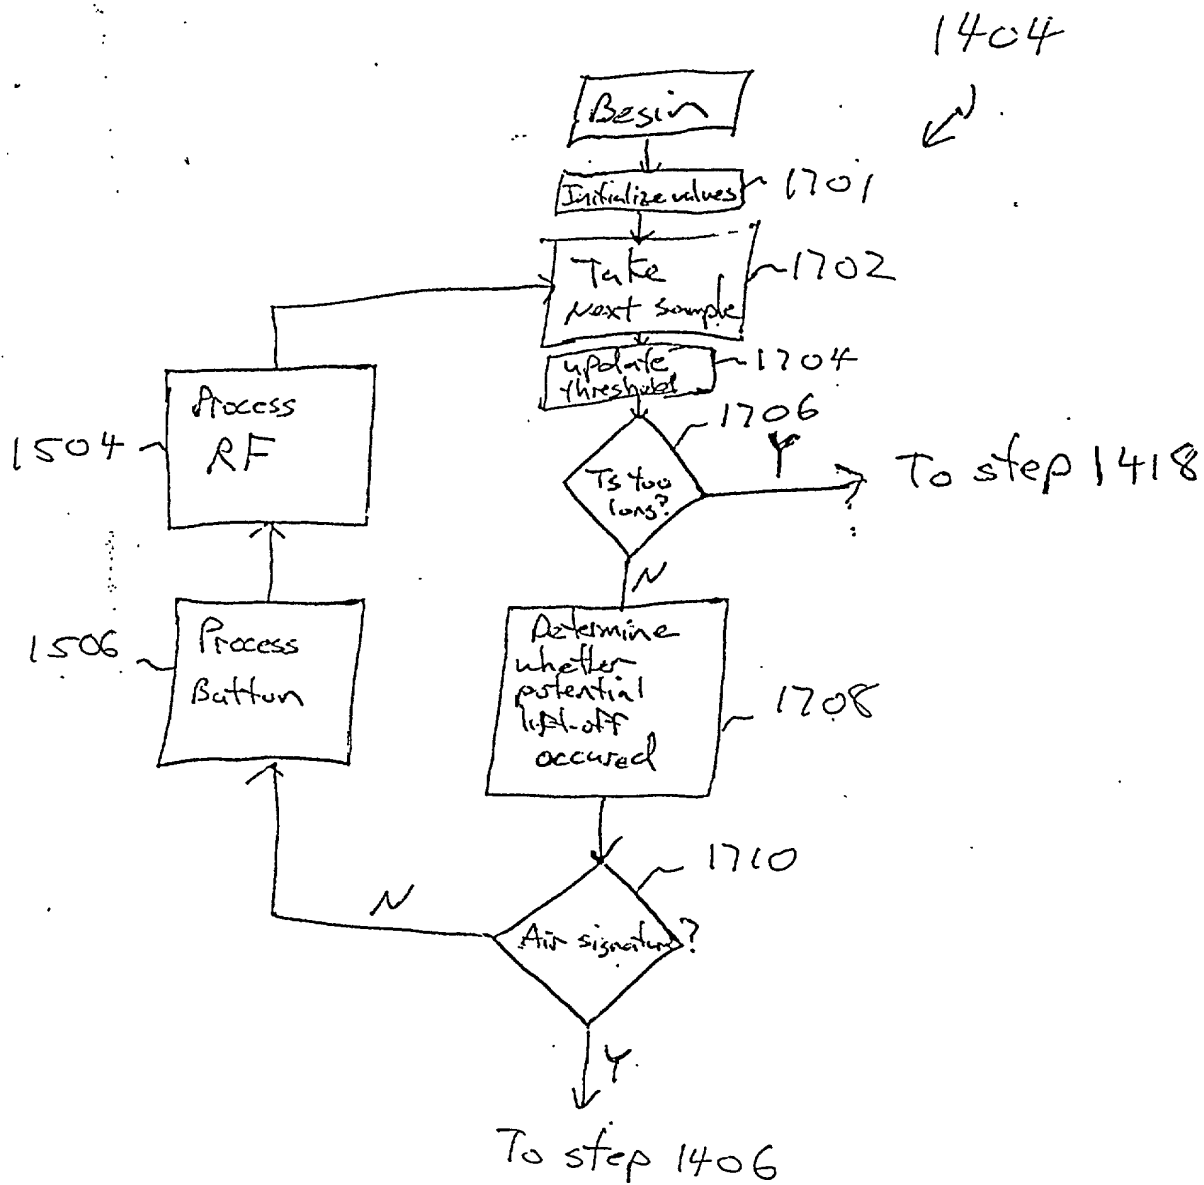 1404
Begin
Initialize values
1701
Take
Next sample
1702
update
threshold
1704
1706
Ts too
long?
Y
To step 1418
N
Process
RF
1504
Process
Button
1506
Determine
whether
potential
lift-off
occured
1708
1710
Air signature?
N
Y
To step 1406